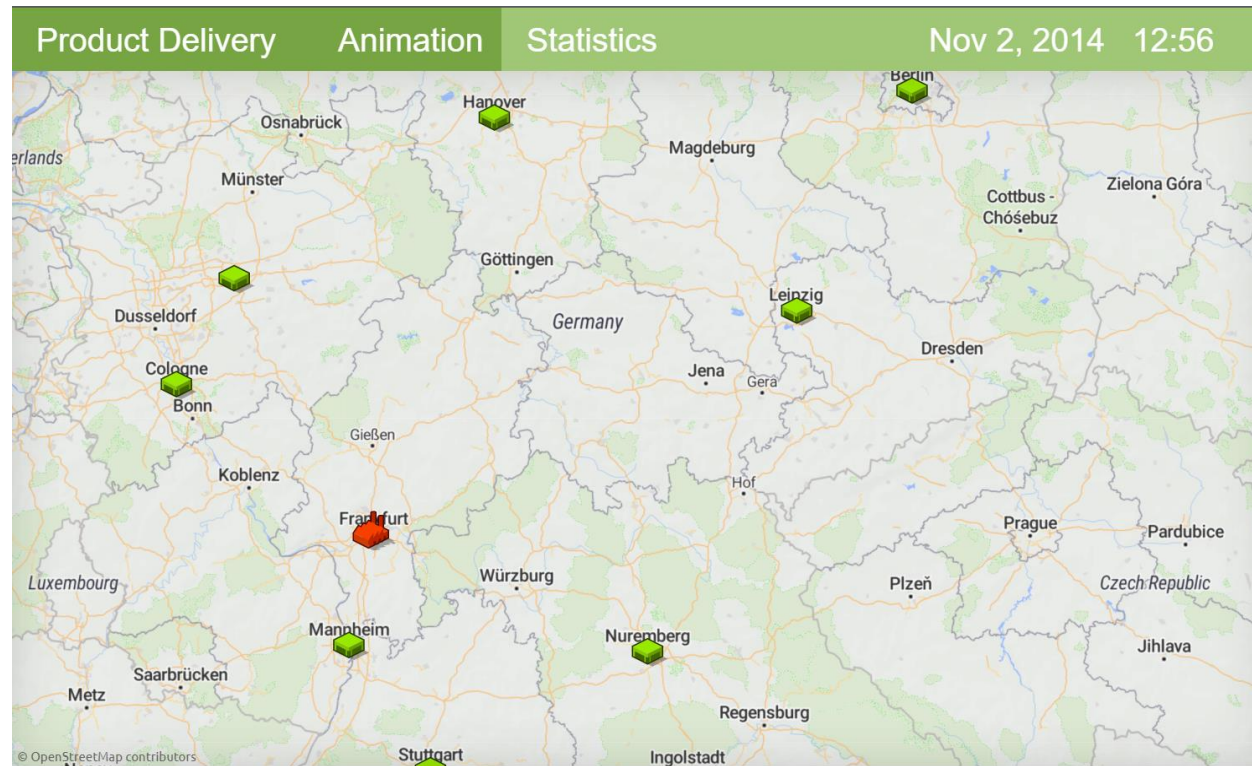 Product Delivery Animation Statistics Nov 2, 2014 12:56
Berlin
Hanover
Osnabrück
Magdeburg
erlands
Münster
Zielona Góra
Cottbus -
Chóśebuz
Göttingen
Leipzig
Dusseldorf
Germany
Dresden
Cologne
Jena
Gera
Bonn
Gießen
Koblenz
Hof
Frankfurt
Prague
Pardubice
Würzburg
Luxembourg
Plzeň
Czech Republic
Mannheim
Nuremberg
Jihlava
Saarbrücken
Metz
Regensburg
Stuttgart
© OpenStreetMap contributors
Ingolstadt